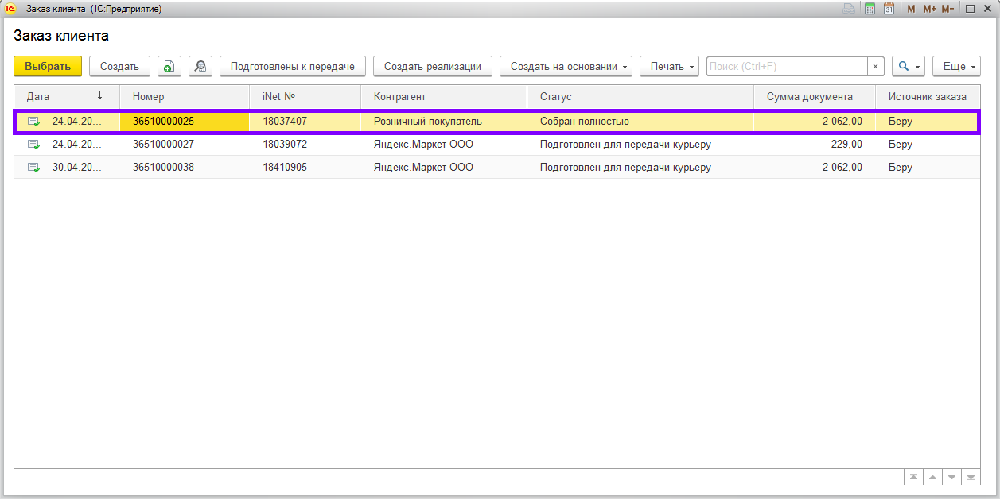 1С Заказ клиента (1С:Предприятие) 31 M M+ M-
Заказ клиента
Выбрать Создать Подготовлены к передаче Создать реализации Создать на основании Печать Поиск (Ctrl+F) × Еще
Дата ↓ Номер iNet № Контрагент Статус Сумма документа Источник заказа
24.04.20... 36510000025 18037407 Розничный покупатель Собран полностью 2 062,00 Беру
24.04.20... 36510000027 18039072 Яндекс.Маркет ООО Подготовлен для передачи курьеру 229,00 Беру
30.04.20... 36510000038 18410905 Яндекс.Маркет ООО Подготовлен для передачи курьеру 2 062,00 Беру